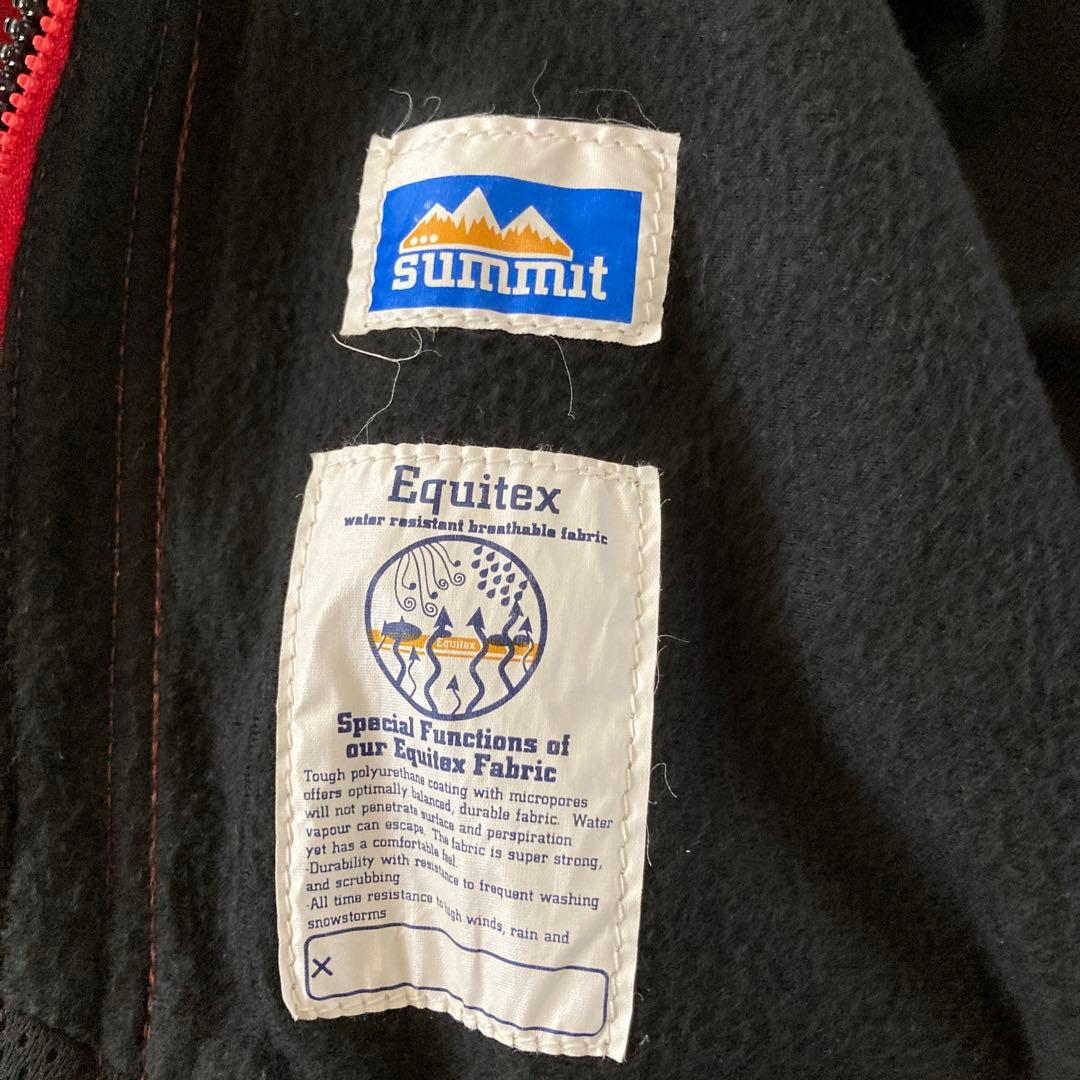 summit
Equitex
water resistant breathable fabric
Equitex
Special Functions of
our Equitex Fabric
Tough polyurethane coating with micropores
offers optimally balanced, durable fabric. Water
will not penetrate surface and perspiration
vapour can escape. The fabric is super strong,
yet has a comfortable feel.
-Durability with resistance to frequent washing
and scrubbing
-All time resistance to high winds, rain and
snowstorms
X